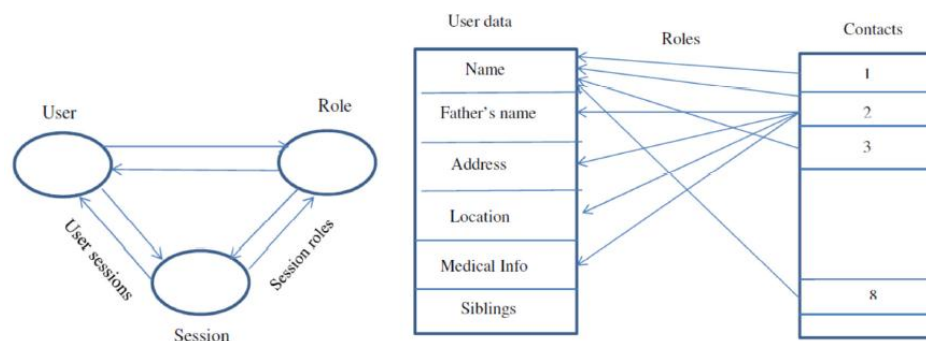 User
Role
User sessions
Session roles
Session
User data
Name
Father's name
Address
Location
Medical Info
Siblings
Roles
Contacts
1
2
3
8